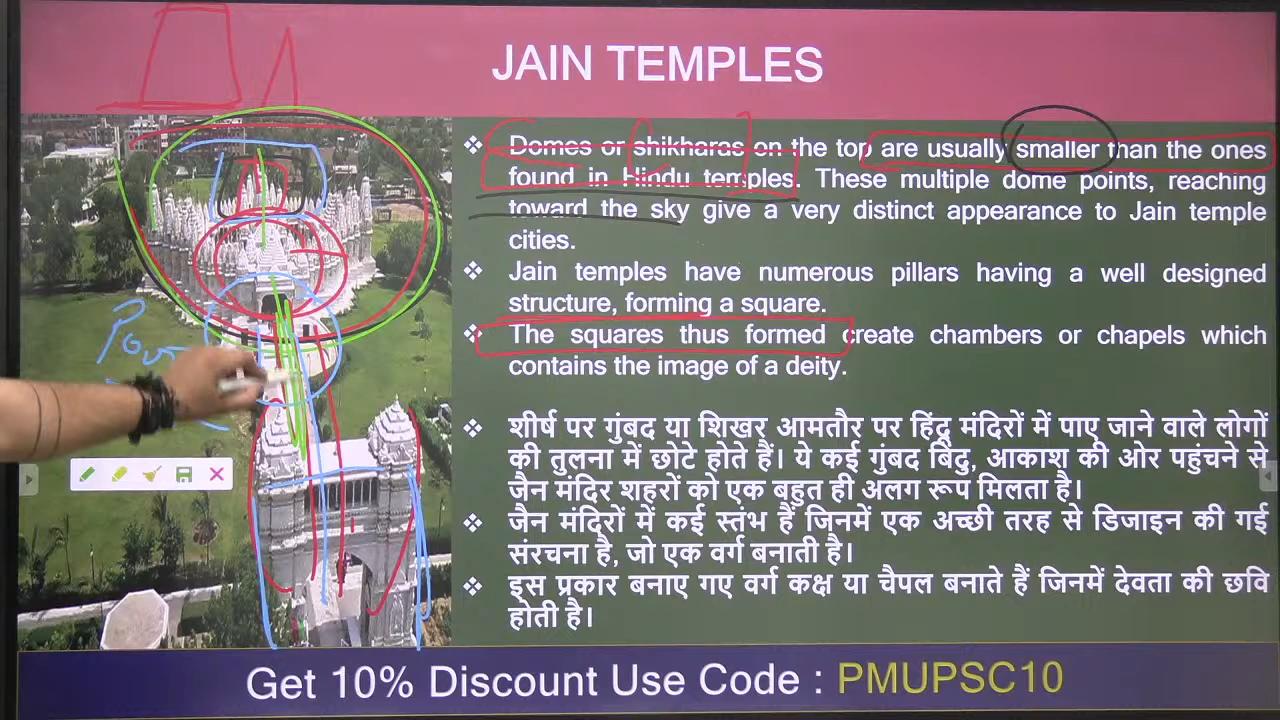 JAIN TEMPLES
❖ Domes or shikharas on the top are usually smaller than the ones
found in Hindu temples. These multiple dome points, reaching
toward the sky give a very distinct appearance to Jain temple
cities.
❖ Jain temples have numerous pillars having a well designed
structure, forming a square.
❖ The squares thus formed create chambers or chapels which
contains the image of a deity.
❖ शीर्ष पर गुंबद या शिखर आमतौर पर हिंदू मंदिरों में पाए जाने वाले लोगों
की तुलना में छोटे होते हैं। ये कई गुंबद बिंदु, आकाश की ओर पहुंचने से
जैन मंदिर शहरों को एक बहुत ही अलग रूप मिलता है।
❖ जैन मंदिरों में कई स्तंभ हैं जिनमें एक अच्छी तरह से डिजाइन की गई
संरचना है, जो एक वर्ग बनाती है।
❖ इस प्रकार बनाए गए वर्ग कक्ष या चैपल बनाते हैं जिनमें देवता की छवि
होती है।
Get 10% Discount Use Code : PMUPSC10